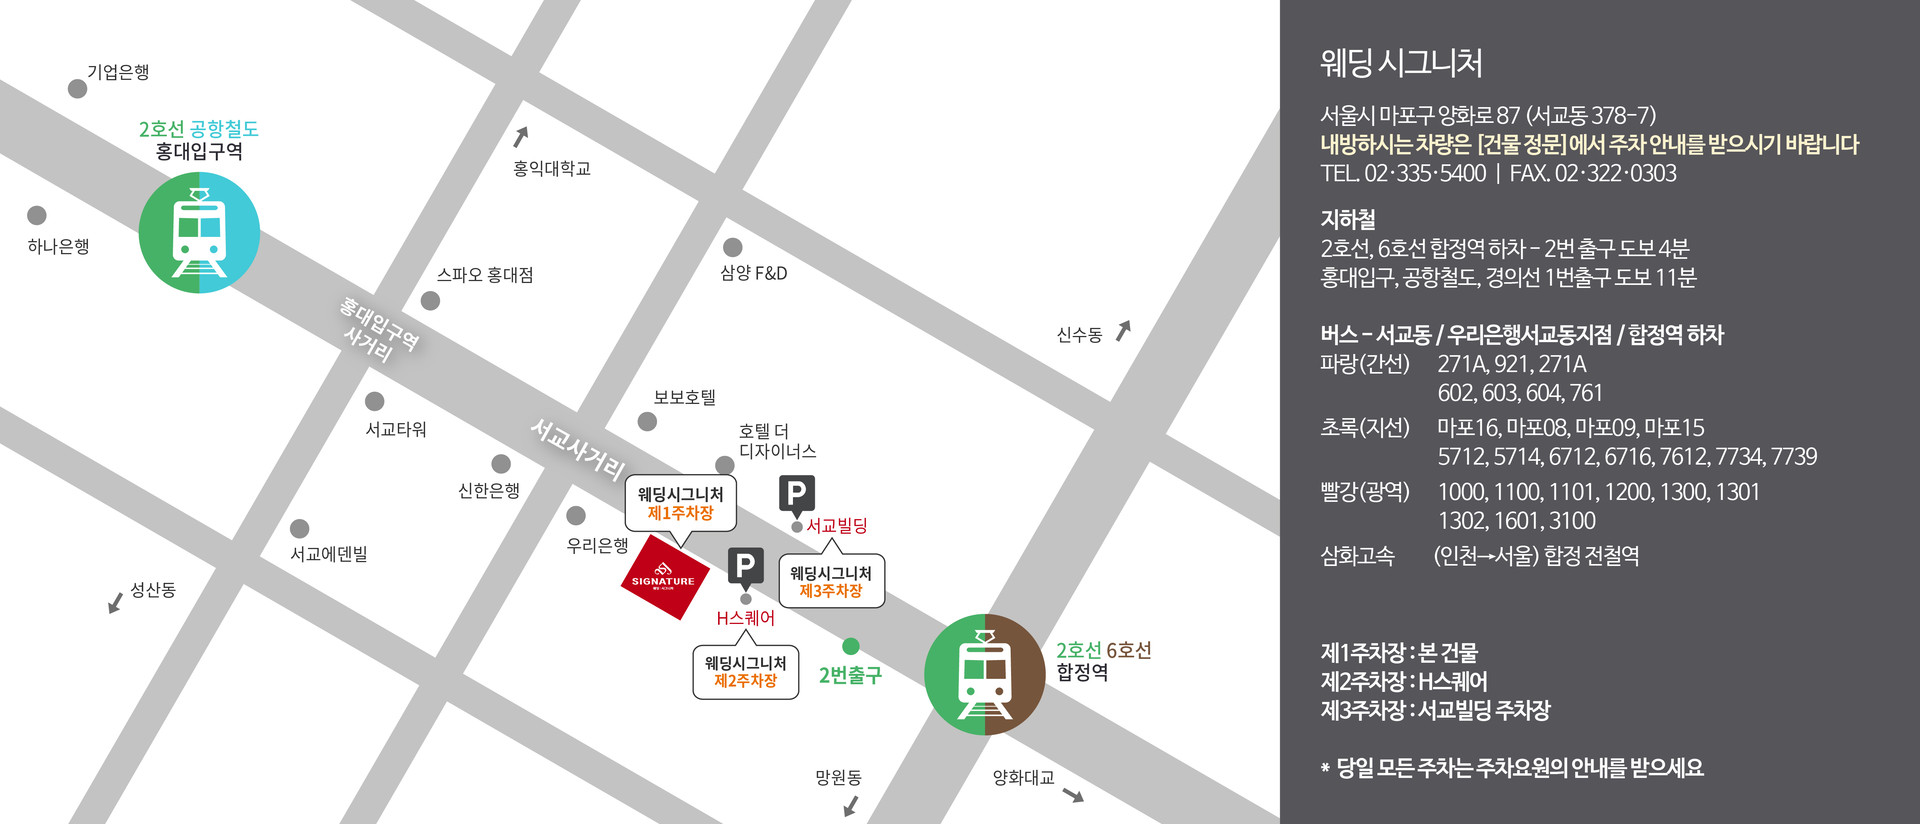 기업은행
2호선 공항철도
홍대입구역
하나은행
홍익대학교
스파오 홍대점
삼양 F&D
신수동
홍대입구역
사거리
서교타워
보보호텔
호텔 더
디자이너스
서교사거리
신한은행
우리은행
서교에덴빌
성산동
웨딩시그니처
제1주차장
P
서교빌딩
웨딩시그니처
제3주차장
SIGNATURE
P
H스퀘어
웨딩시그니처
제2주차장
2번출구
2호선 6호선
합정역
망원동
양화대교
웨딩 시그니처
서울시 마포구 양화로 87 (서교동 378-7)
내방하시는 차량은 [건물 정문]에서 주차 안내를 받으시기 바랍니다
TEL. 02·335·5400 | FAX. 02·322·0303
지하철
2호선, 6호선 합정역 하차 - 2번 출구 도보 4분
홍대입구, 공항철도, 경의선 1번출구 도보 11분
버스 - 서교동 / 우리은행서교동지점 / 합정역 하차
파랑(간선) 271A, 921, 271A
602, 603, 604, 761
초록(지선) 마포16, 마포08, 마포09, 마포15
5712, 5714, 6712, 6716, 7612, 7734, 7739
빨강(광역) 1000, 1100, 1101, 1200, 1300, 1301
1302, 1601, 3100
삼화고속 (인천→서울) 합정 전철역
제1주차장 : 본 건물
제2주차장 : H스퀘어
제3주차장 : 서교빌딩 주차장
* 당일 모든 주차는 주차요원의 안내를 받으세요